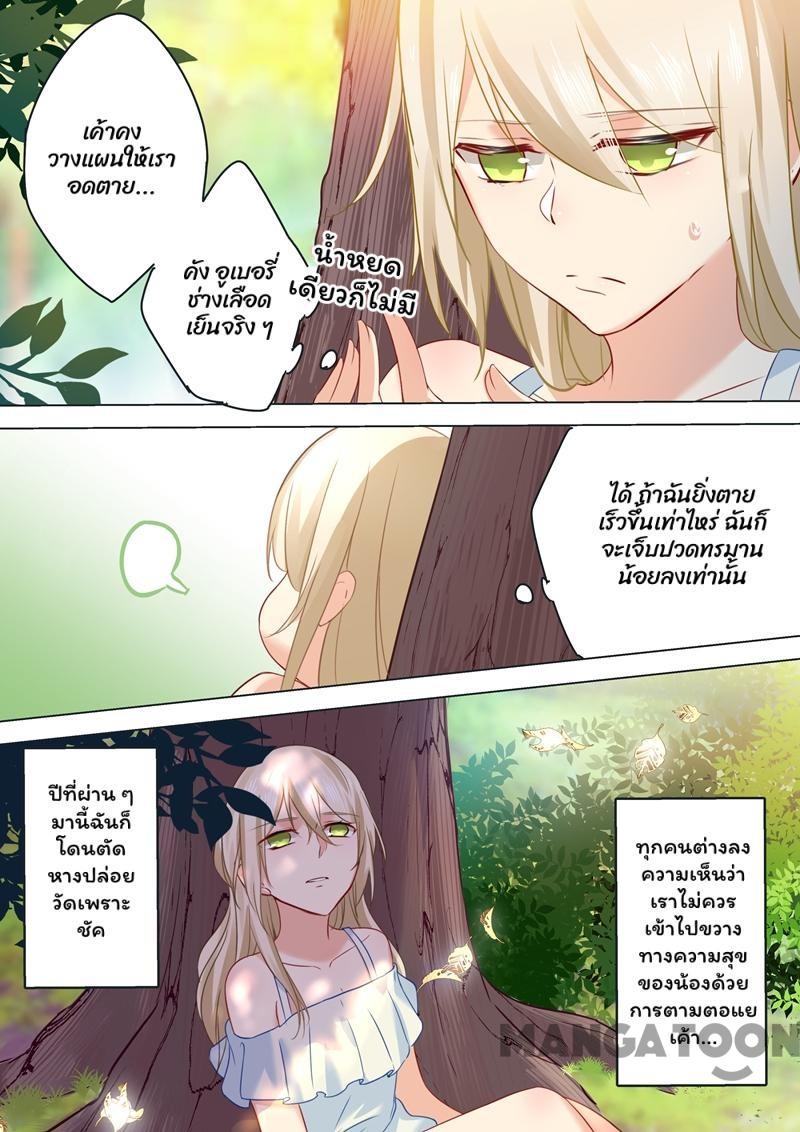 เค้าคง
วางแผนให้เรา
อดตาย...
คัง อูเบอรี่
ช่างเลือด
เย็นจริง ๆ
น้ำหยด
เดียวก็ไม่มี
ได้ ถ้าฉันยิ่งตาย
เร็วขึ้นเท่าไหร่ ฉันก็
จะเจ็บปวดทรมาน
น้อยลงเท่านั้น
ปีที่ผ่าน ๆ
มานี้ฉันก็
โดนตัด
หางปล่อย
วัดเพราะ
ชัค
ทุกคนต่างลง
ความเห็นว่า
เราไม่ควร
เข้าไปขวาง
ทางความสุข
ของน้องด้วย
การตามตอแย
เค้า...
MANGATOON